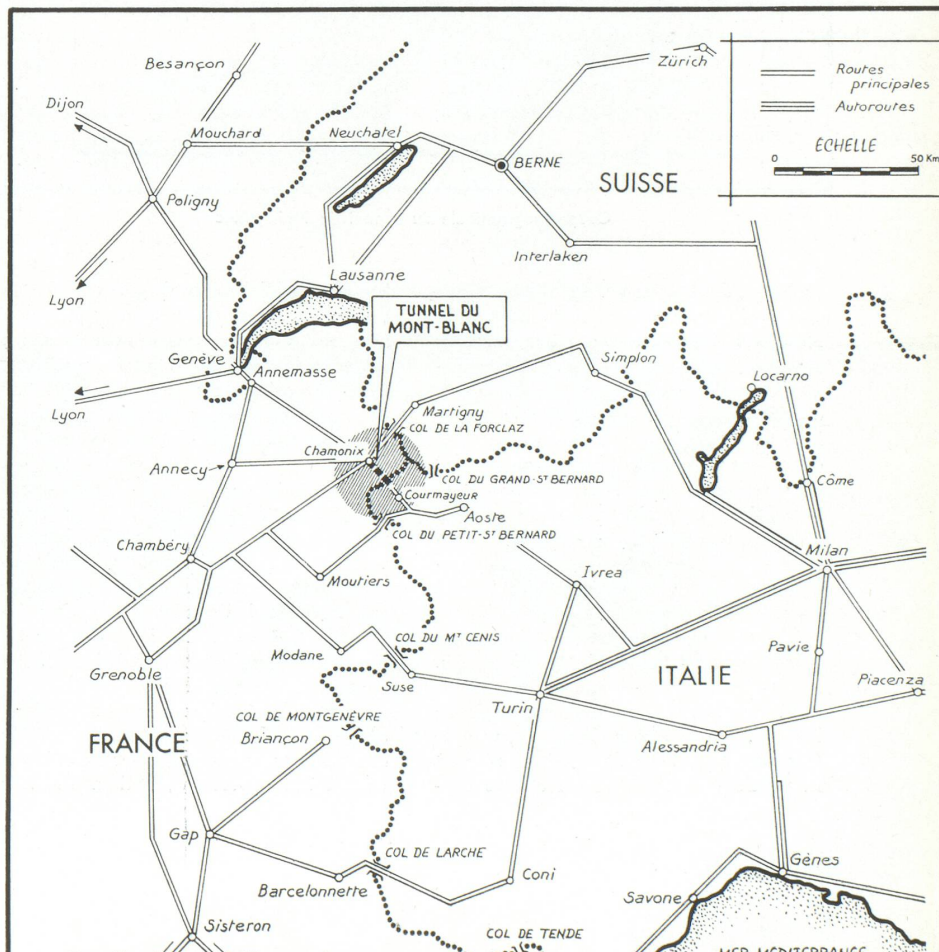 Zürich
Routes
principales
Autoroutes
ÉCHELLE
0 50 Km
Besançon
Dijon
Mouchard
Neuchatel
BERNE
SUISSE
Poligny
Interlaken
Lyon
Lausanne
TUNNEL DU
MONT-BLANC
Genève
Annemasse
Simplon
Locarno
Lyon
Martigny
COL DE LA FORCLAZ
Chamonix
Annecy
COL DU GRAND-ST BERNARD
Côme
Courmayeur
Aoste
COL DU PETIT-ST BERNARD
Chambéry
Milan
Moutiers
Ivrea
COL DU MT CENIS
Modane
Pavie
Grenoble
Suse
ITALIE
Piacenza
Turin
COL DE MONTGENÈVRE
FRANCE
Briançon
Alessandria
Gap
COL DE LARCHE
Gènes
Barcelonnette
Coni
Savone
Sisteron
COL DE TENDE
MER MÉDITERRANÉE